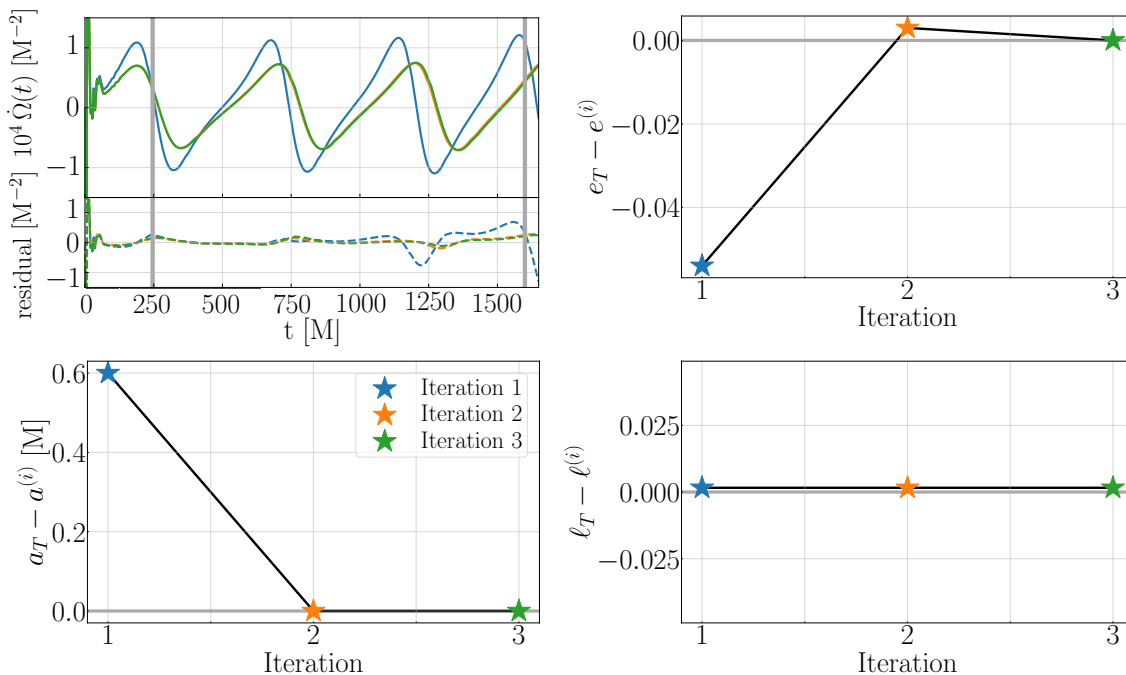 10⁴ Ω̇(t) [M⁻²]
1
0
−1
residual [M⁻²]
1
0
−1
0 250 500 750 1000 1250 1500
t [M]
e_T − e⁽ⁱ⁾
0.00
−0.02
−0.04
1 2 3
Iteration
a_T − a⁽ⁱ⁾ [M]
0.6
0.4
0.2
0.0
Iteration 1
Iteration 2
Iteration 3
1 2 3
Iteration
ℓ_T − ℓ⁽ⁱ⁾
0.025
0.000
−0.025
1 2 3
Iteration